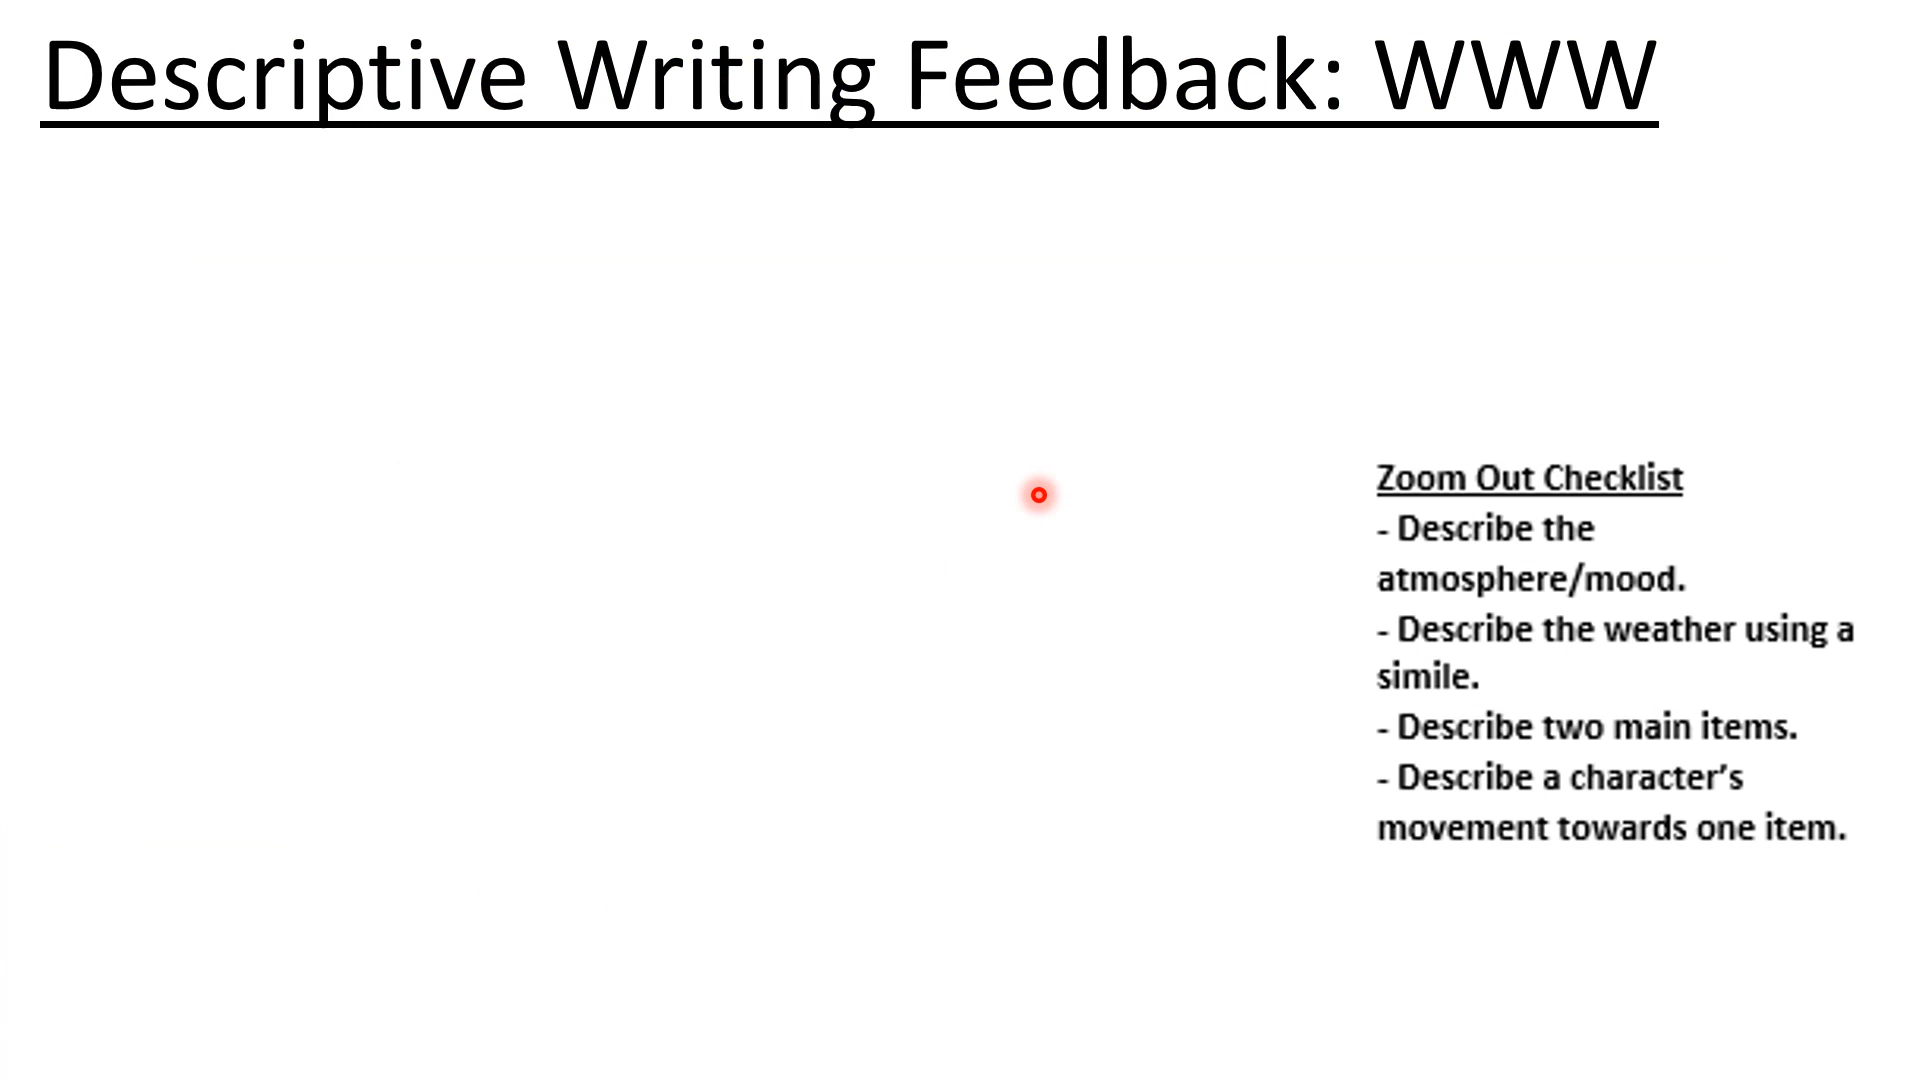 Descriptive Writing Feedback: WWW
Zoom Out Checklist
- Describe the
atmosphere/mood.
- Describe the weather using a
simile.
- Describe two main items.
- Describe a character’s
movement towards one item.